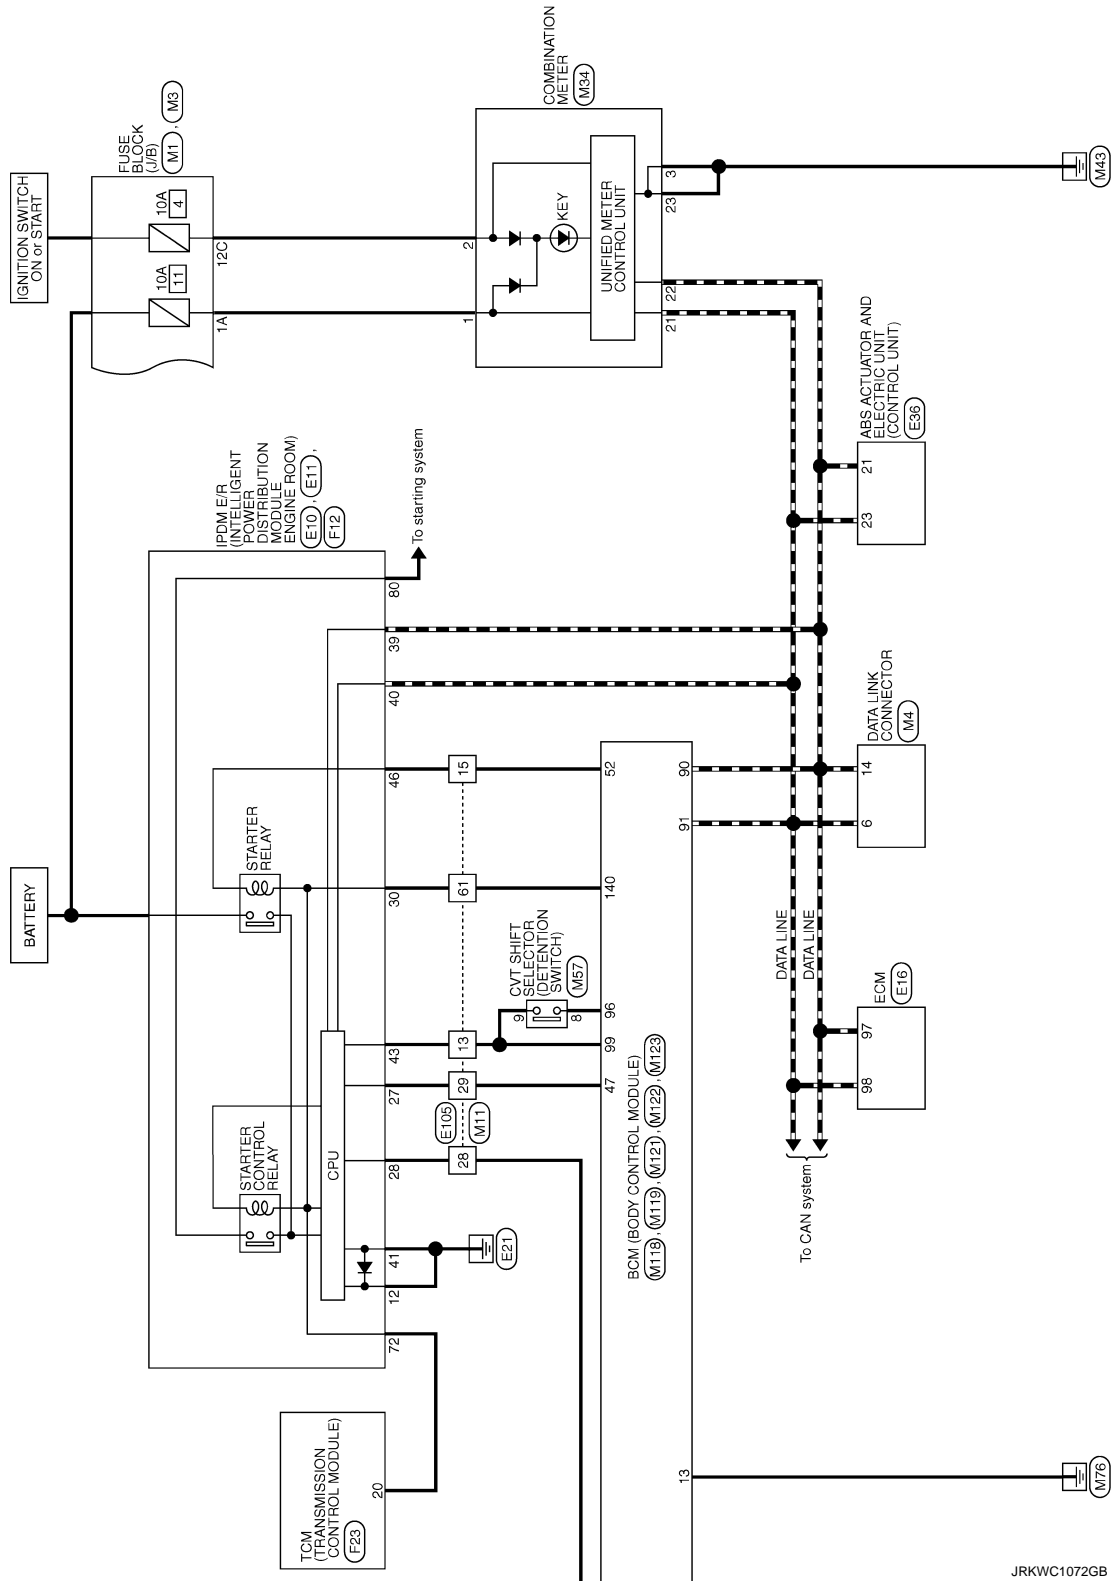 IGNITION SWITCH
ON or START
FUSE
BLOCK
(J/B)
M1 , M3
10A
4
10A
11
12C
1A
COMBINATION
METER
M34
2
1
KEY
UNIFIED METER
CONTROL UNIT
3
23
22
21
M43
ABS ACTUATOR AND
ELECTRIC UNIT
(CONTROL UNIT)
E36
21
23
BATTERY
IPDM E/R
(INTELLIGENT
POWER
DISTRIBUTION
MODULE
ENGINE ROOM)
E10 , E11 ,
F12
To starting system
80
39
40
46
30
43
27
28
41
12
72
STARTER
RELAY
STARTER
CONTROL
RELAY
CPU
15
61
13
29
28
E105
M11
E21
CVT SHIFT
SELECTOR
(DETENTION
SWITCH)
M57
9
8
52
140
96
99
47
90
91
13
BCM (BODY CONTROL MODULE)
M118 , M119 , M121 , M122 , M123
DATA LINK
CONNECTOR
M4
14
6
DATA LINE
DATA LINE
ECM
E16
97
98
To CAN system
TCM
(TRANSMISSION
CONTROL MODULE)
F23
20
M76
JRKWC1072GB